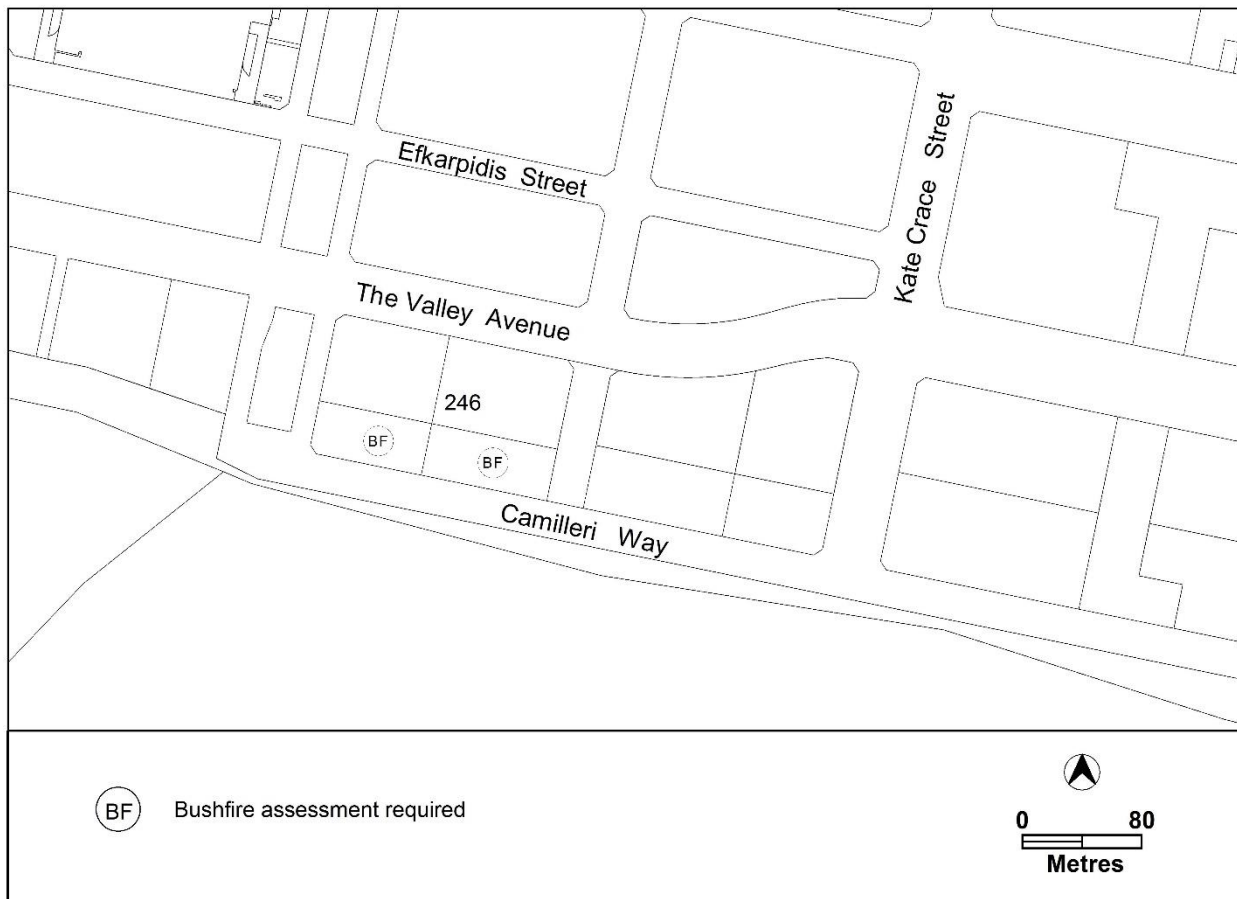 Efkarpidis Street
Kate Crace Street
The Valley Avenue
246
BF
BF
Camilleri Way
BF Bushfire assessment required
0 80
Metres